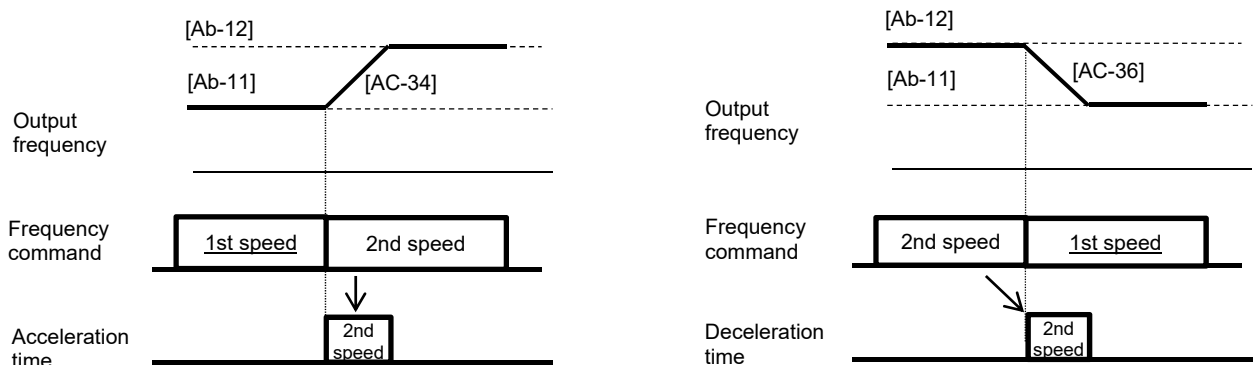 [Ab-12]
[Ab-11]
[AC-34]
Output
frequency
Frequency
command
1st speed
2nd speed
Acceleration
time
2nd
speed
[Ab-12]
[Ab-11]
[AC-36]
Output
frequency
Frequency
command
2nd speed
1st speed
Deceleration
time
2nd
speed